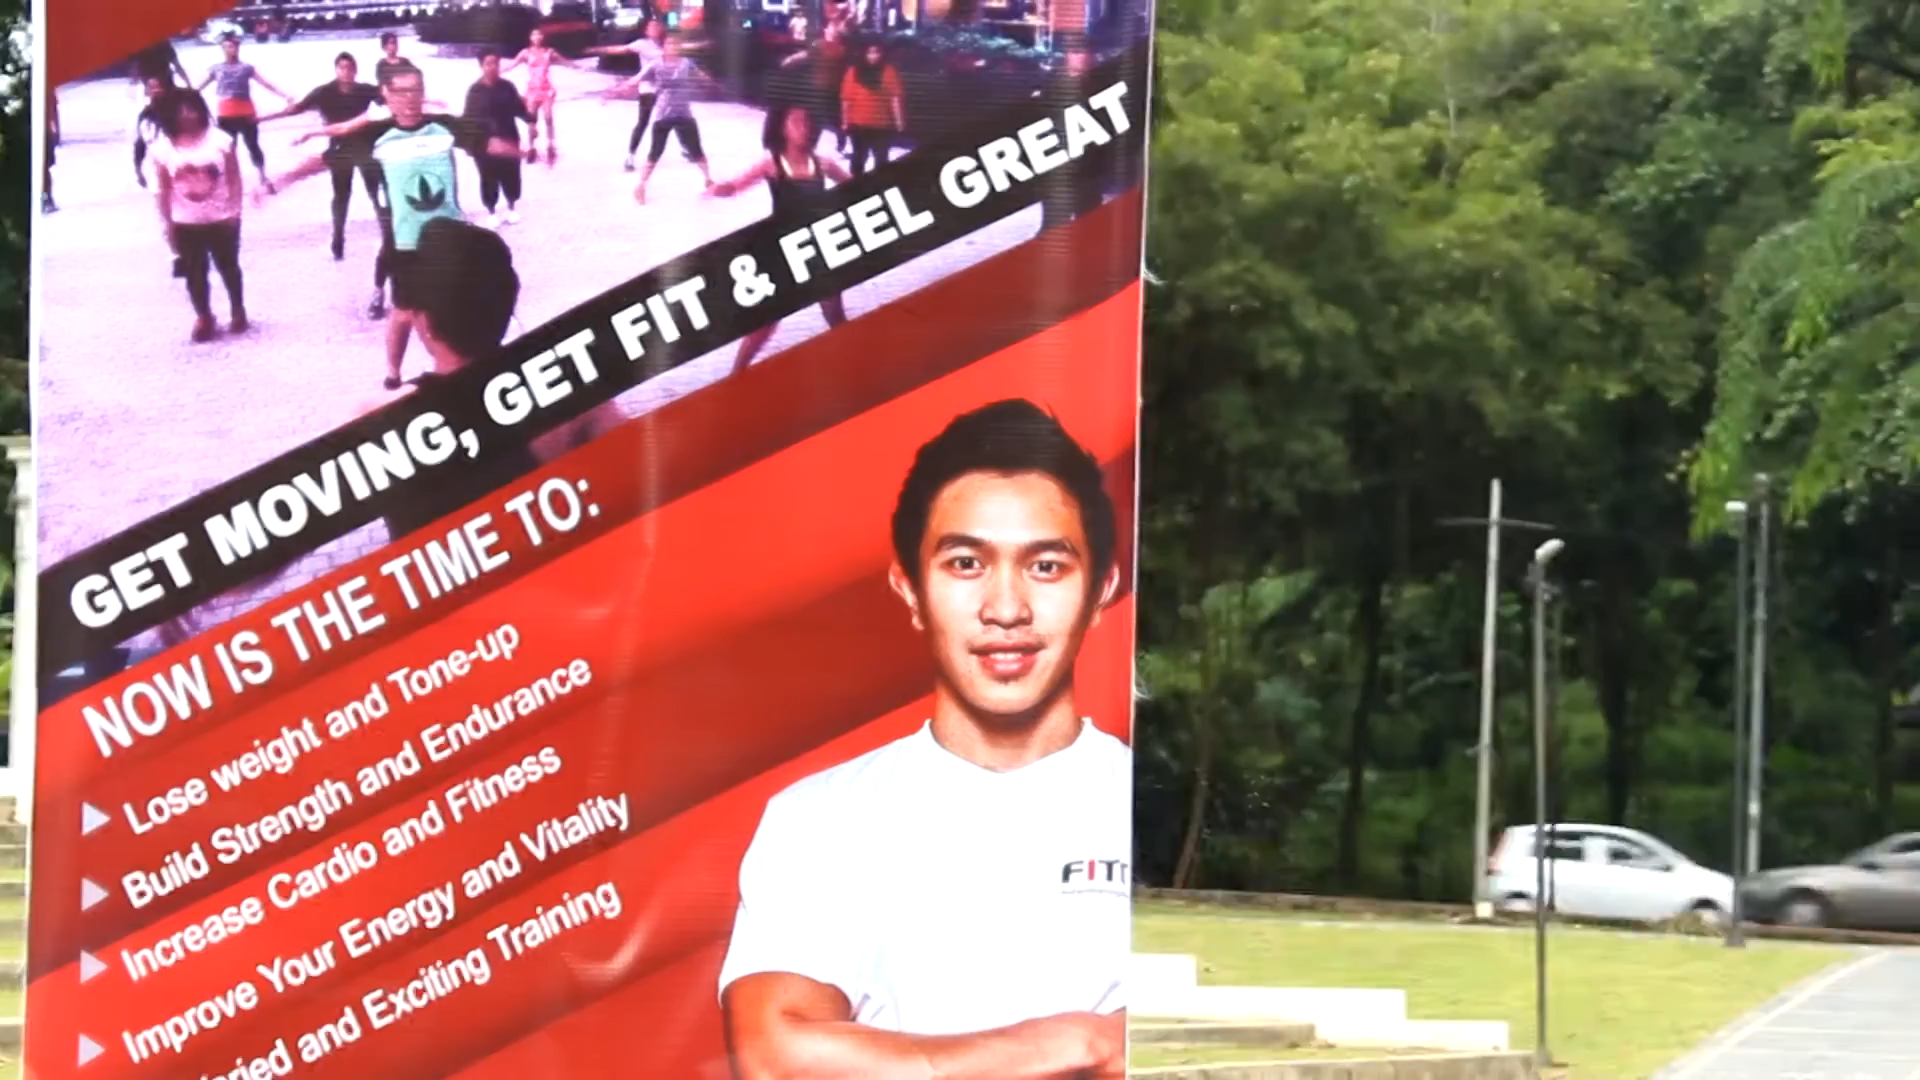 GET MOVING, GET FIT & FEEL GREAT
NOW IS THE TIME TO:
Lose weight and Tone-up
Build Strength and Endurance
Increase Cardio and Fitness
Improve Your Energy and Vitality
and Exciting Training